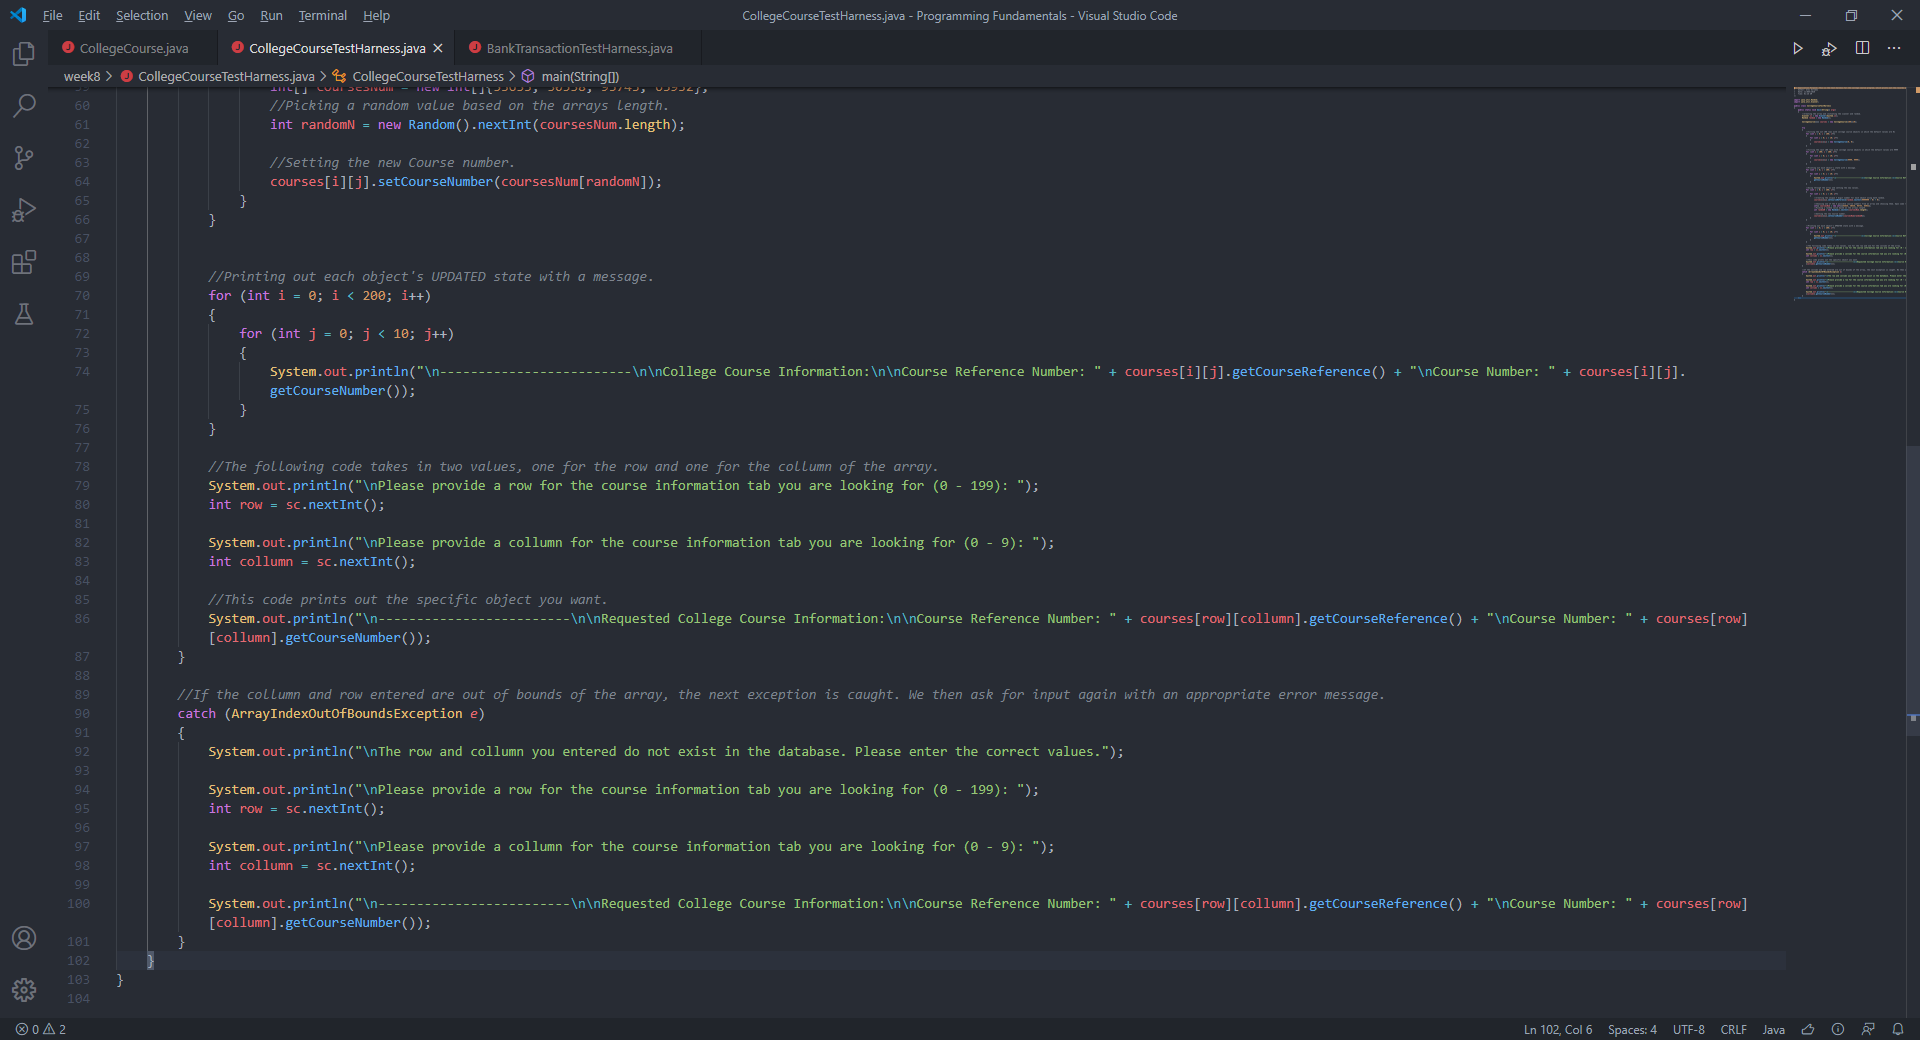 File Edit Selection View Go Run Terminal Help
CollegeCourseTestHarness.java - Programming Fundamentals - Visual Studio Code
CollegeCourse.java
CollegeCourseTestHarness.java
BankTransactionTestHarness.java
week8 > CollegeCourseTestHarness.java > CollegeCourseTestHarness > main(String[])
60 //Picking a random value based on the arrays length.
61 int randomN = new Random().nextInt(coursesNum.length);
62
63 //Setting the new Course number.
64 courses[i][j].setCourseNumber(coursesNum[randomN]);
65 }
66 }
67
68
69 //Printing out each object's UPDATED state with a message.
70 for (int i = 0; i < 200; i++)
71 {
72 for (int j = 0; j < 10; j++)
73 {
74 System.out.println("\n-------------------------\n\nCollege Course Information:\n\nCourse Reference Number: " + courses[i][j].getCourseReference() + "\nCourse Number: " + courses[i][j].
getCourseNumber());
75 }
76 }
77
78 //The following code takes in two values, one for the row and one for the collumn of the array.
79 System.out.println("\nPlease provide a row for the course information tab you are looking for (0 - 199): ");
80 int row = sc.nextInt();
81
82 System.out.println("\nPlease provide a collumn for the course information tab you are looking for (0 - 9): ");
83 int collumn = sc.nextInt();
84
85 //This code prints out the specific object you want.
86 System.out.println("\n-------------------------\n\nRequested College Course Information:\n\nCourse Reference Number: " + courses[row][collumn].getCourseReference() + "\nCourse Number: " + courses[row]
[collumn].getCourseNumber());
87 }
88
89 //If the collumn and row entered are out of bounds of the array, the next exception is caught. We then ask for input again with an appropriate error message.
90 catch (ArrayIndexOutOfBoundsException e)
91 {
92 System.out.println("\nThe row and collumn you entered do not exist in the database. Please enter the correct values.");
93
94 System.out.println("\nPlease provide a row for the course information tab you are looking for (0 - 199): ");
95 int row = sc.nextInt();
96
97 System.out.println("\nPlease provide a collumn for the course information tab you are looking for (0 - 9): ");
98 int collumn = sc.nextInt();
99
100 System.out.println("\n-------------------------\n\nRequested College Course Information:\n\nCourse Reference Number: " + courses[row][collumn].getCourseReference() + "\nCourse Number: " + courses[row]
[collumn].getCourseNumber());
101 }
102 }
103 }
104
0 2
Ln 102, Col 6 Spaces: 4 UTF-8 CRLF Java